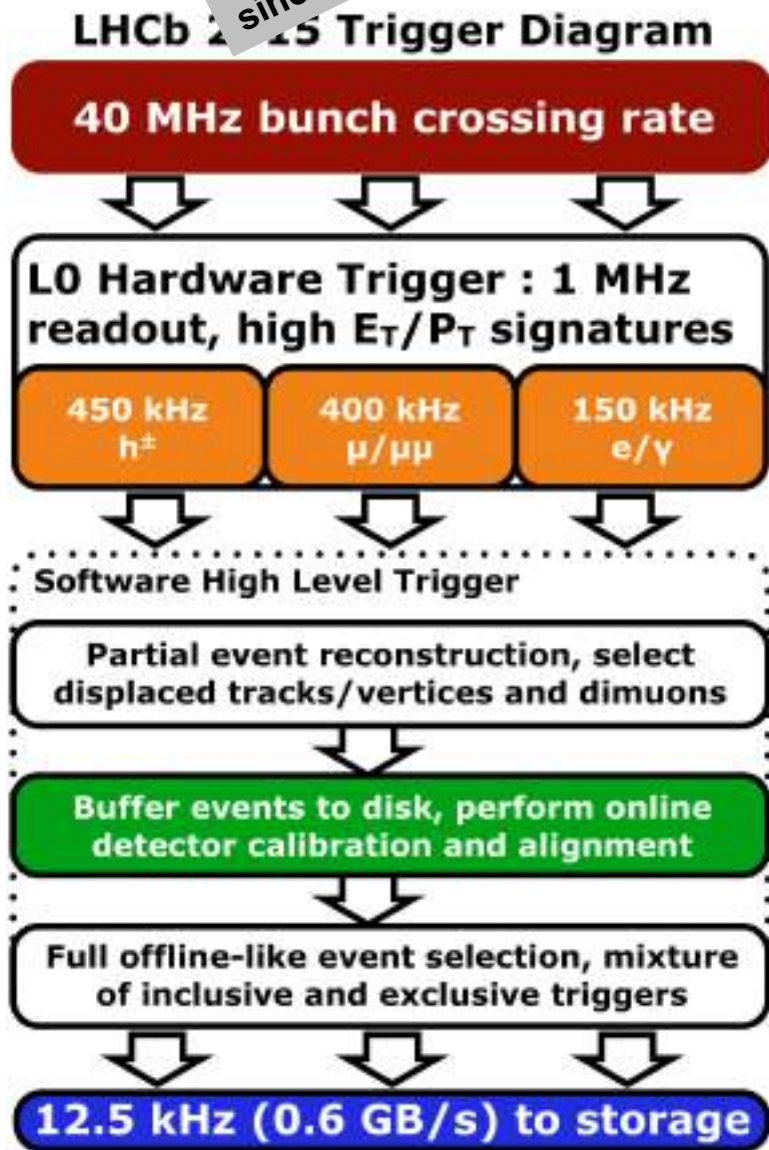 LHCb 2 15 Trigger Diagram
40 MHz bunch crossing rate
L0 Hardware Trigger : 1 MHz
readout, high ET/PT signatures
450 kHz
h±
400 kHz
µ/µµ
150 kHz
e/γ
Software High Level Trigger
Partial event reconstruction, select
displaced tracks/vertices and dimuons
Buffer events to disk, perform online
detector calibration and alignment
Full offline-like event selection, mixture
of inclusive and exclusive triggers
12.5 kHz (0.6 GB/s) to storage